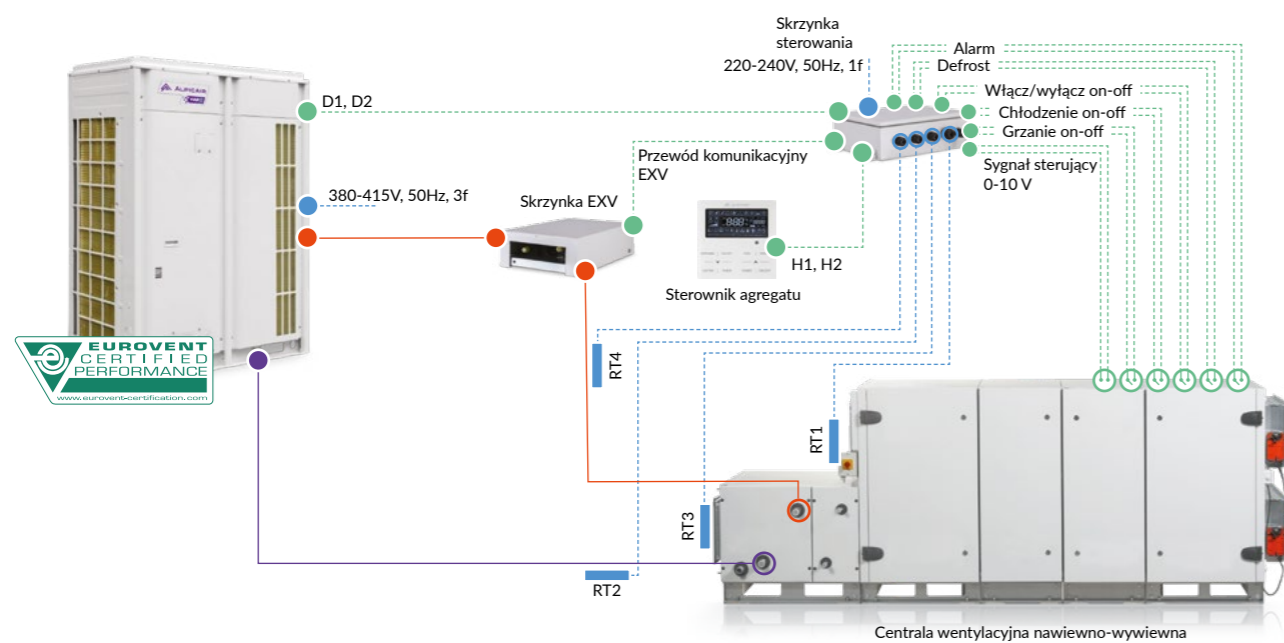 Skrzynka
sterowania
220-240V, 50Hz, 1f
Alarm
Defrost
Włącz/wyłącz on-off
Chłodzenie on-off
Grzanie on-off
Sygnał sterujący
0-10 V
ALPICAIR
D1, D2
Przewód komunikacyjny
EXV
380-415V, 50Hz, 3f
Skrzynka EXV
H1, H2
Sterownik agregatu
EUROVENT
CERTIFIED
PERFORMANCE
www.eurovent-certification.com
RT4
RT1
RT3
RT2
Centrala wentylacyjna nawiewno-wywiewna